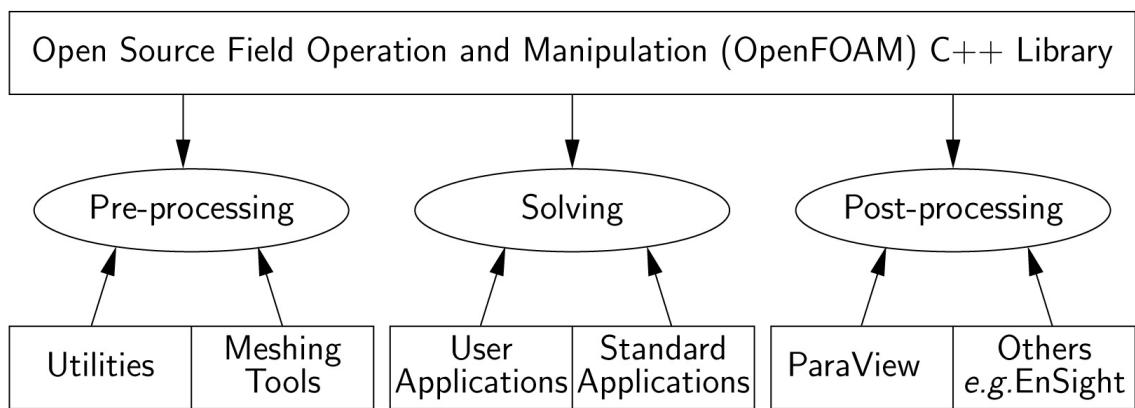 Open Source Field Operation and Manipulation (OpenFOAM) C++ Library
Pre-processing
Solving
Post-processing
Utilities
Meshing
Tools
User
Applications
Standard
Applications
ParaView
Others
e.g.EnSight